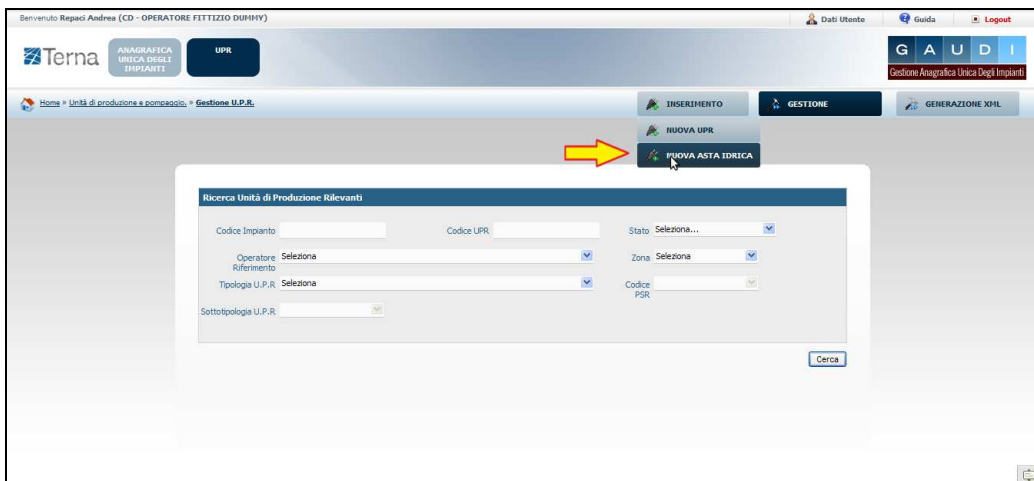 Benvenuto Repaci Andrea (CD - OPERATORE FITTIZIO DUMMY)
Dati Utente
Guida
Logout
Terna
ANAGRAFICA
UNICA DEGLI
IMPIANTI
UPR
GAUDI
Gestione Anagrafica Unica Degli Impianti
Home » Unità di produzione e pompaggio. » Gestione U.P.R.
INSERIMENTO
GESTIONE
GENERAZIONE XML
NUOVA UPR
NUOVA ASTA IDRICA
Ricerca Unità di Produzione Rilevanti
Codice Impianto
Codice UPR
Stato Seleziona...
Operatore
Riferimento
Seleziona
Zona Seleziona
Tipologia U.P.R Seleziona
Codice
PSR
Sottotipologia U.P.R
Cerca